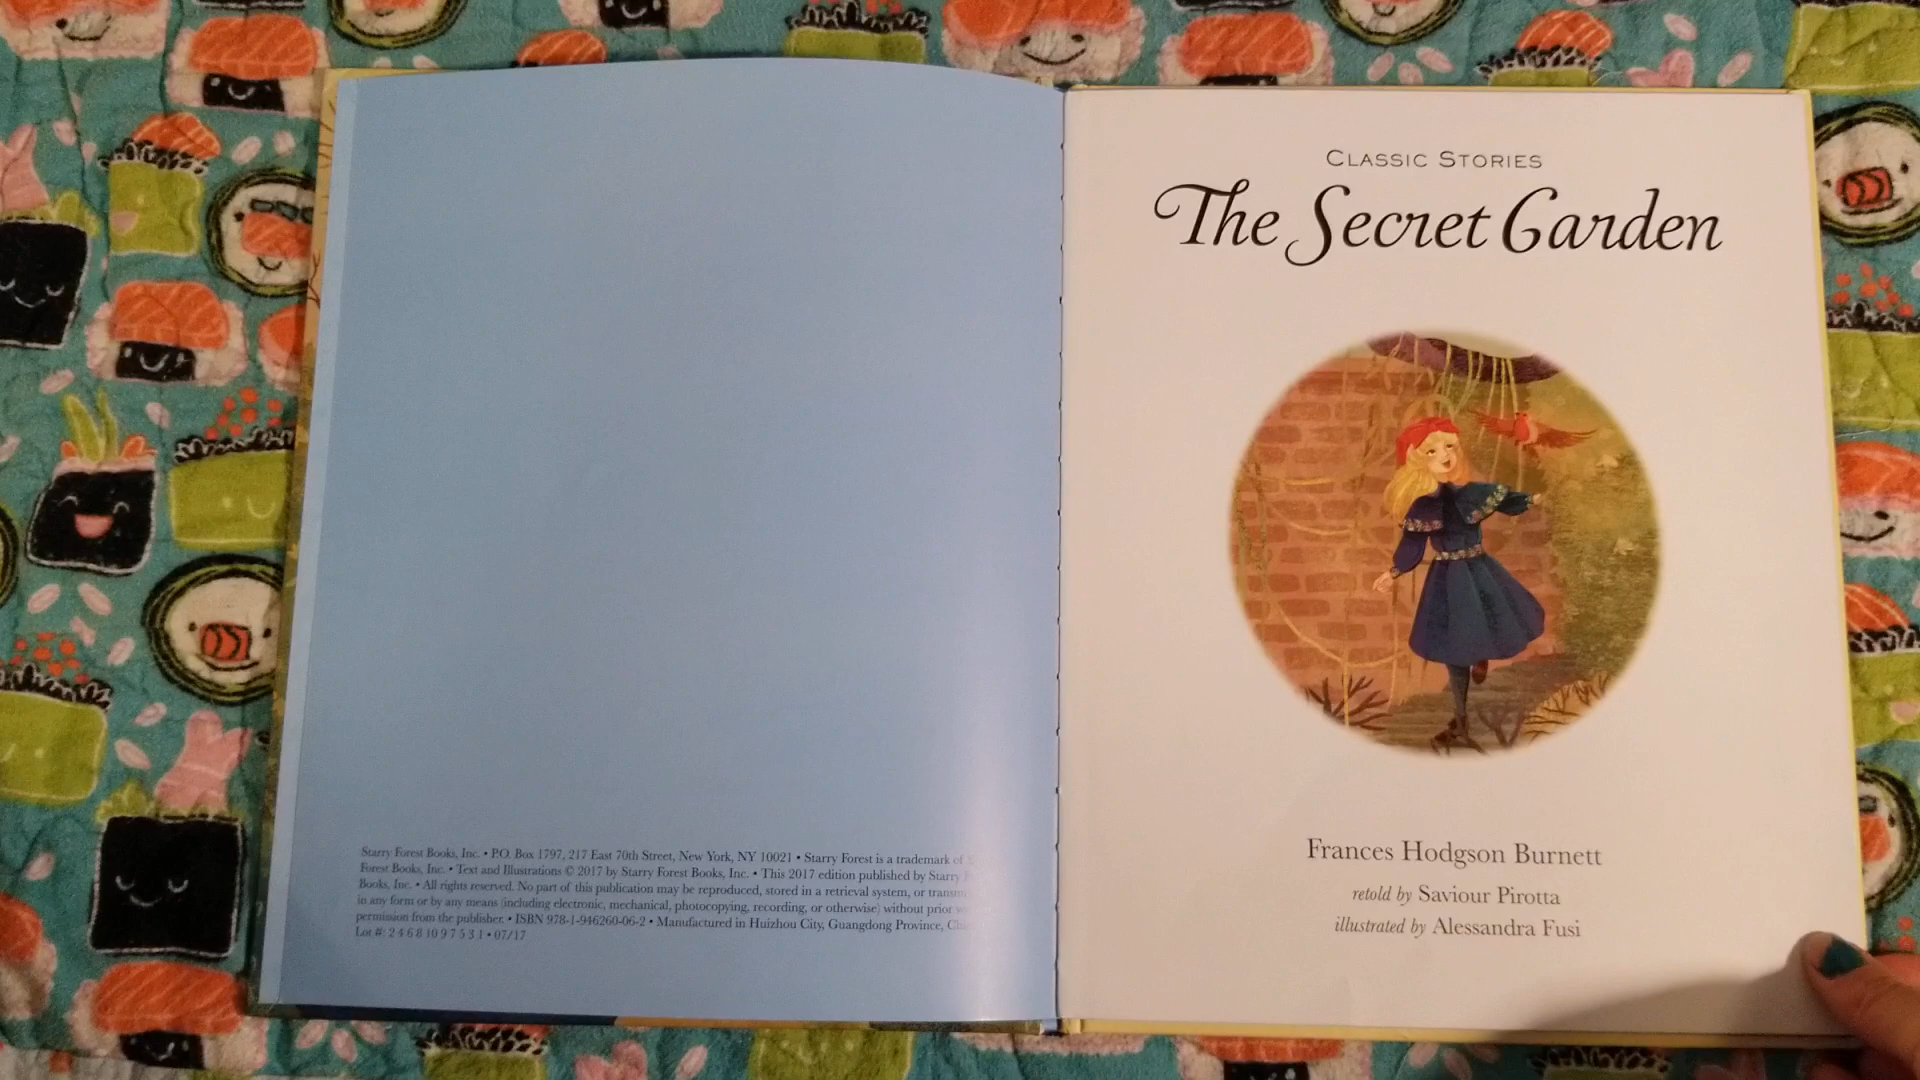 Starry Forest Books, Inc. • P.O. Box 1797, 217 East 70th Street, New York, NY 10021 • Starry Forest is a trademark of
Forest Books, Inc. • Text and Illustrations © 2017 by Starry Forest Books, Inc. • This 2017 edition published by Starry
Books, Inc. • All rights reserved. No part of this publication may be reproduced, stored in a retrieval system, or
in any form or by any means (including electronic, mechanical, photocopying, recording, or otherwise) without prior
permission from the publisher. • ISBN 978-1-946260-06-2 • Manufactured in Huizhou City, Guangdong Province,
Lot #: 2 4 6 8 10 9 7 5 3 1 • 07/17
CLASSIC STORIES
The Secret Garden
Frances Hodgson Burnett
retold by Saviour Pirotta
illustrated by Alessandra Fusi